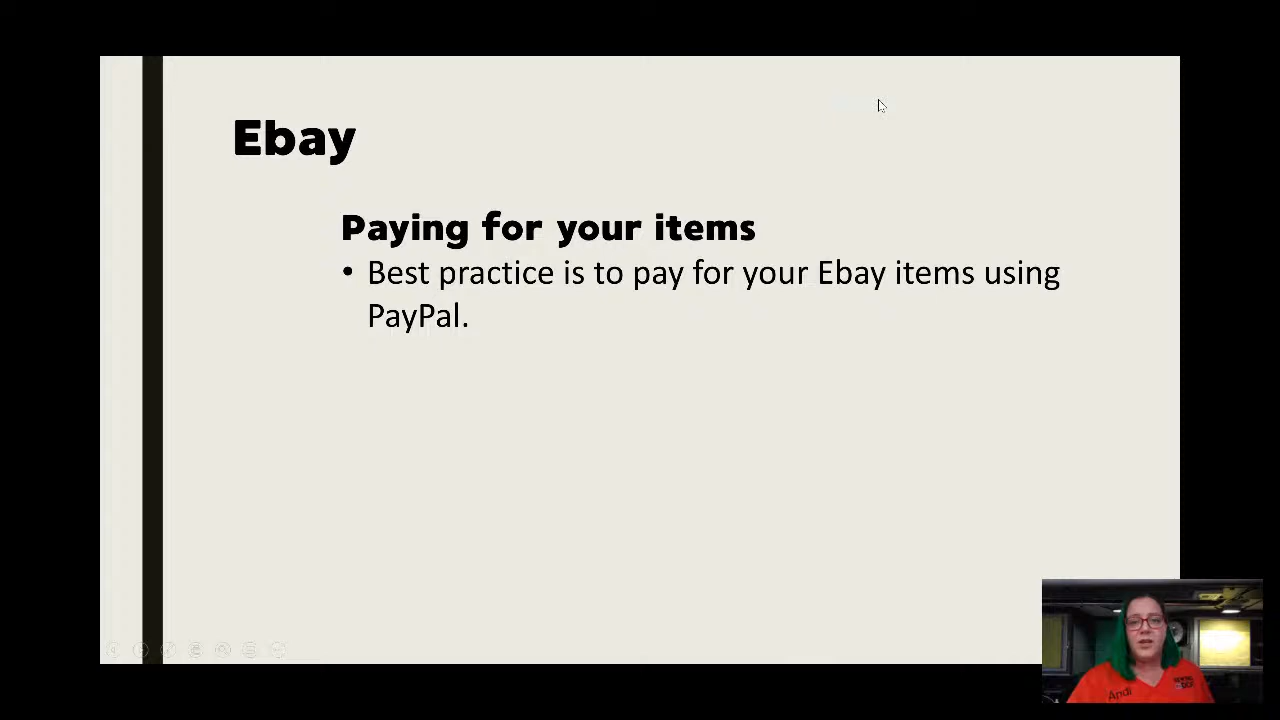 Ebay
Paying for your items
• Best practice is to pay for your Ebay items using
PayPal.
Andi